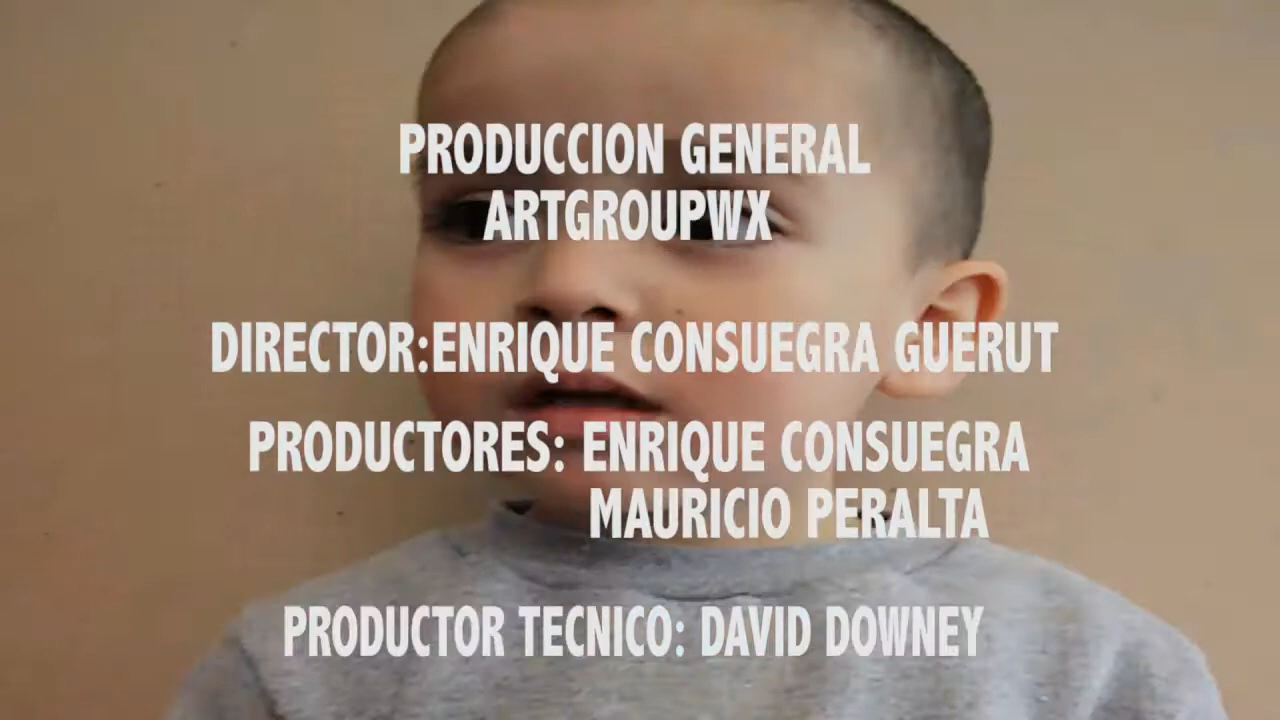 PRODUCCION GENERAL
ARTGROUPWX
DIRECTOR:ENRIQUE CONSUEGRA GUERUT
PRODUCTORES: ENRIQUE CONSUEGRA
MAURICIO PERALTA
PRODUCTOR TECNICO: DAVID DOWNEY